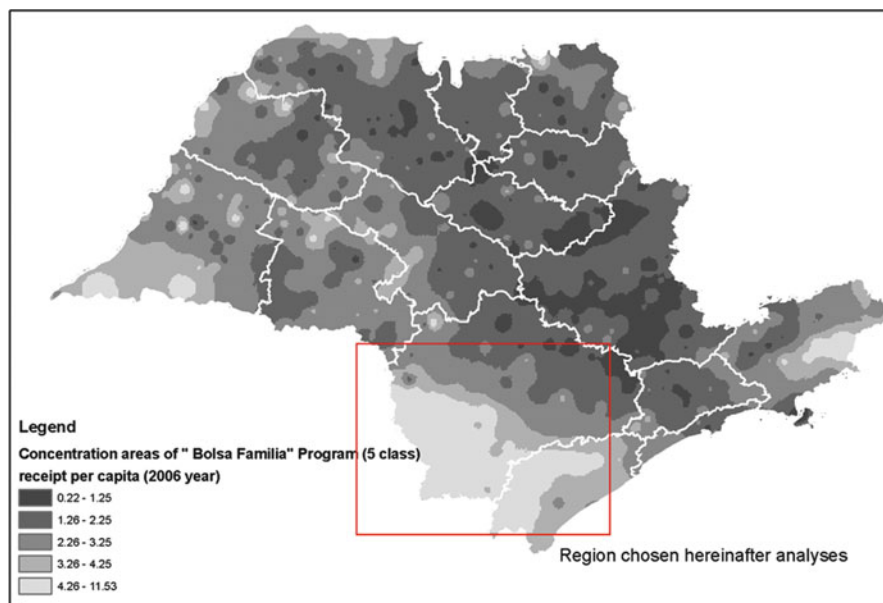 Legend
Concentration areas of " Bolsa Familia" Program (5 class)
receipt per capita (2006 year)
0.22 - 1.25
1.26 - 2.25
2.26 - 3.25
3.26 - 4.25
4.26 - 11.53
Region chosen hereinafter analyses